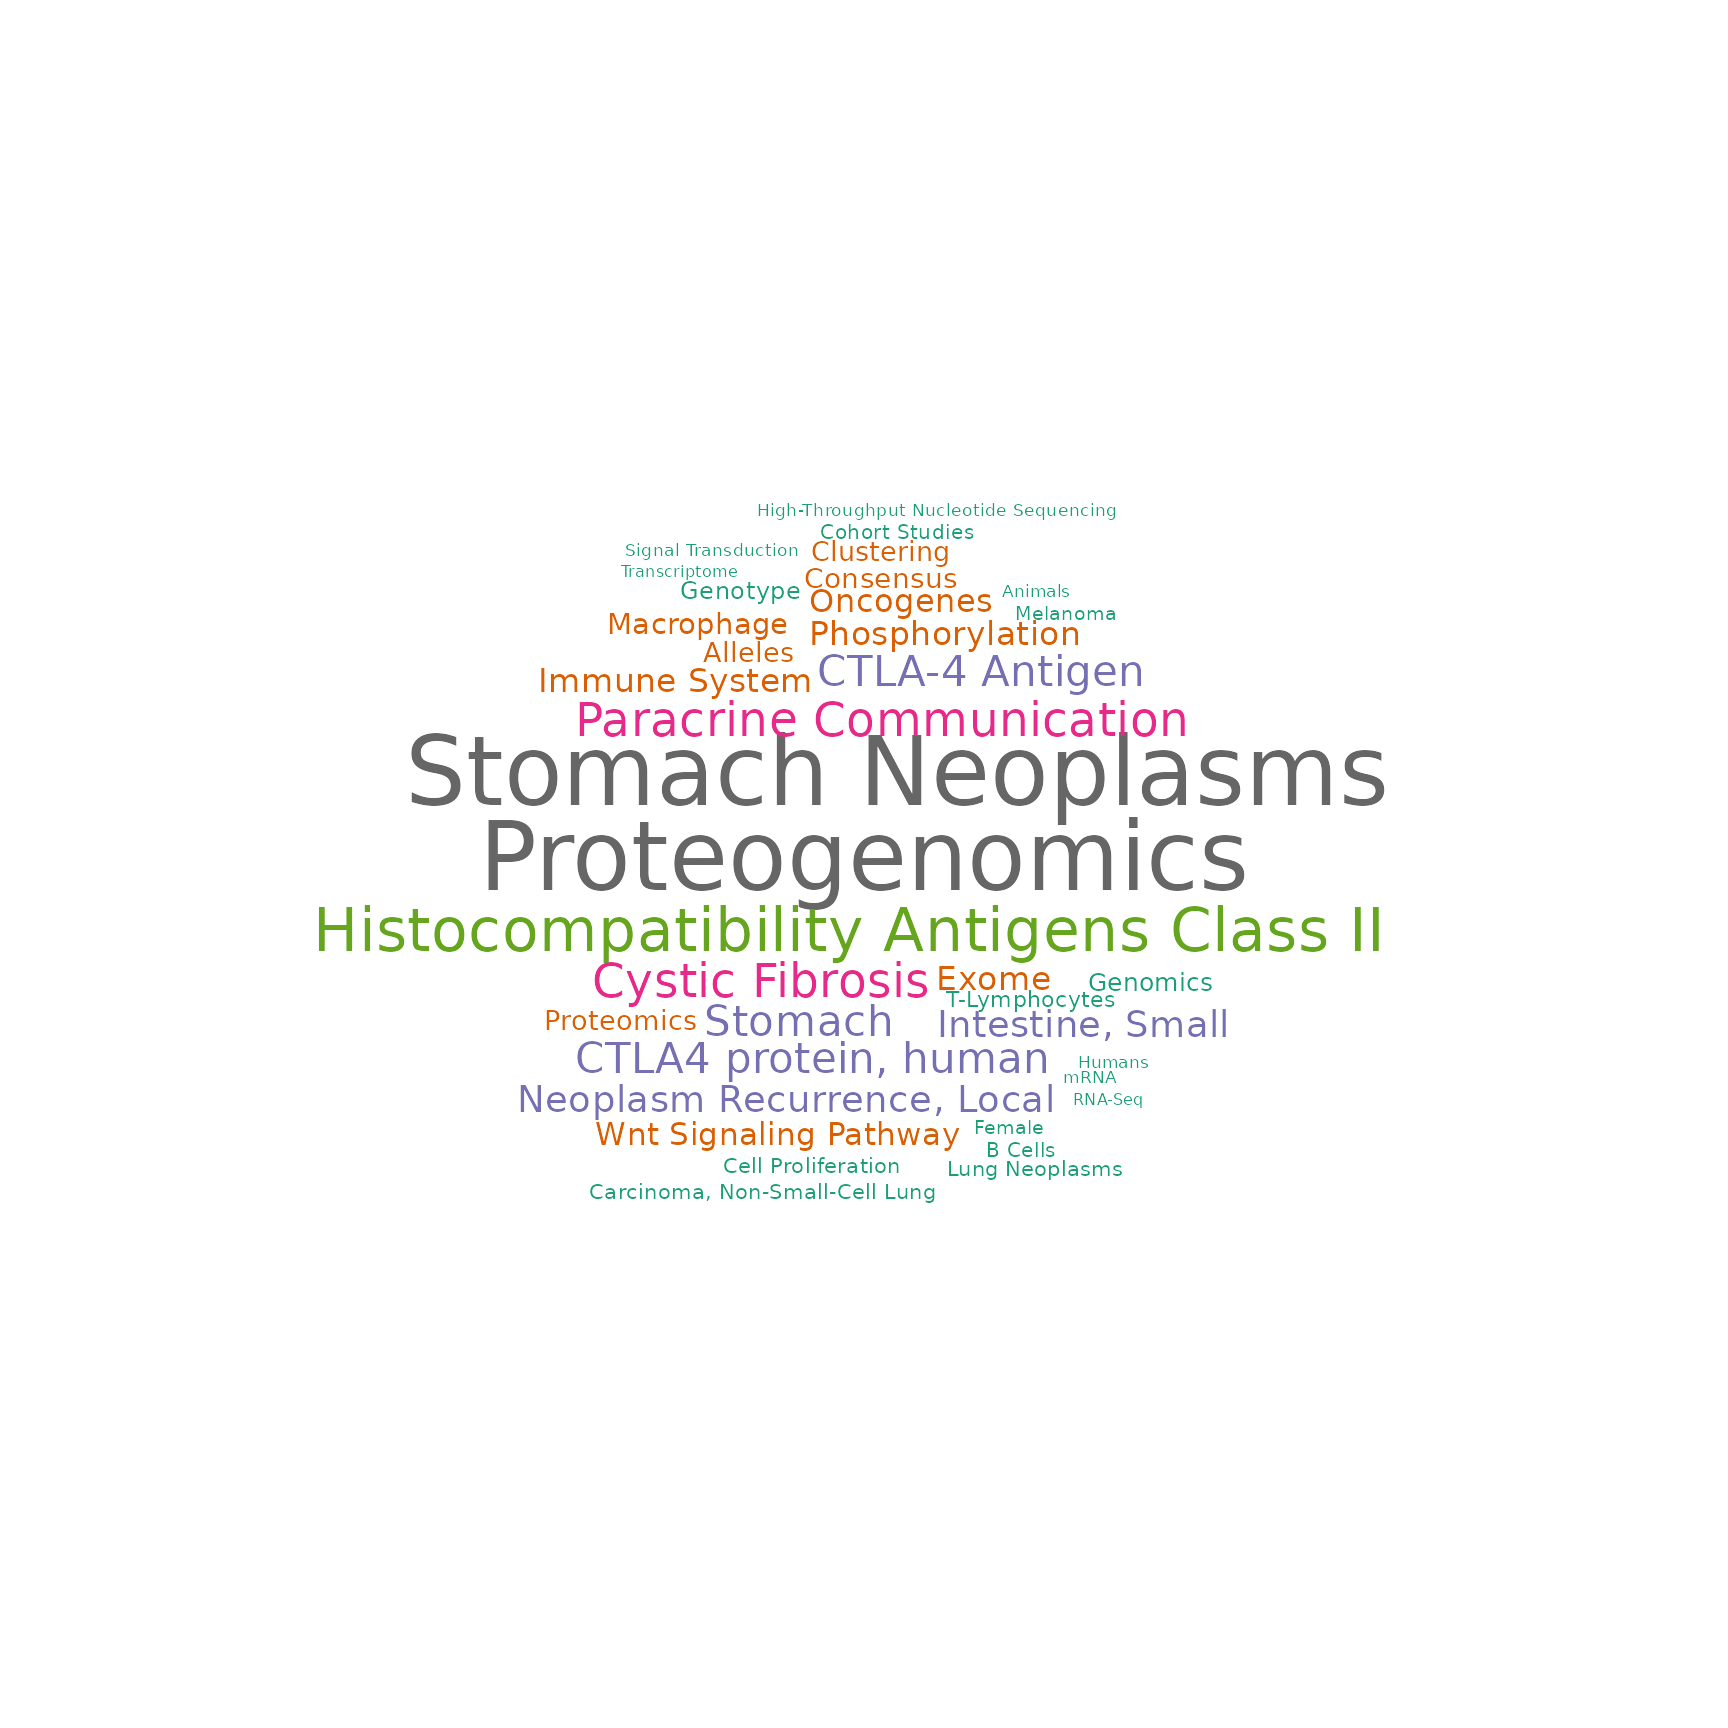 High-Throughput Nucleotide Sequencing
Cohort Studies
Signal Transduction
Clustering
Transcriptome
Consensus
Genotype
Animals
Oncogenes
Melanoma
Macrophage
Phosphorylation
Alleles
CTLA-4 Antigen
Immune System
Paracrine Communication
Stomach Neoplasms
Proteogenomics
Histocompatibility Antigens Class II
Cystic Fibrosis
Exome
Genomics
T-Lymphocytes
Proteomics
Stomach
Intestine, Small
CTLA4 protein, human
Humans
mRNA
Neoplasm Recurrence, Local
RNA-Seq
Wnt Signaling Pathway
Female
B Cells
Cell Proliferation
Lung Neoplasms
Carcinoma, Non-Small-Cell Lung